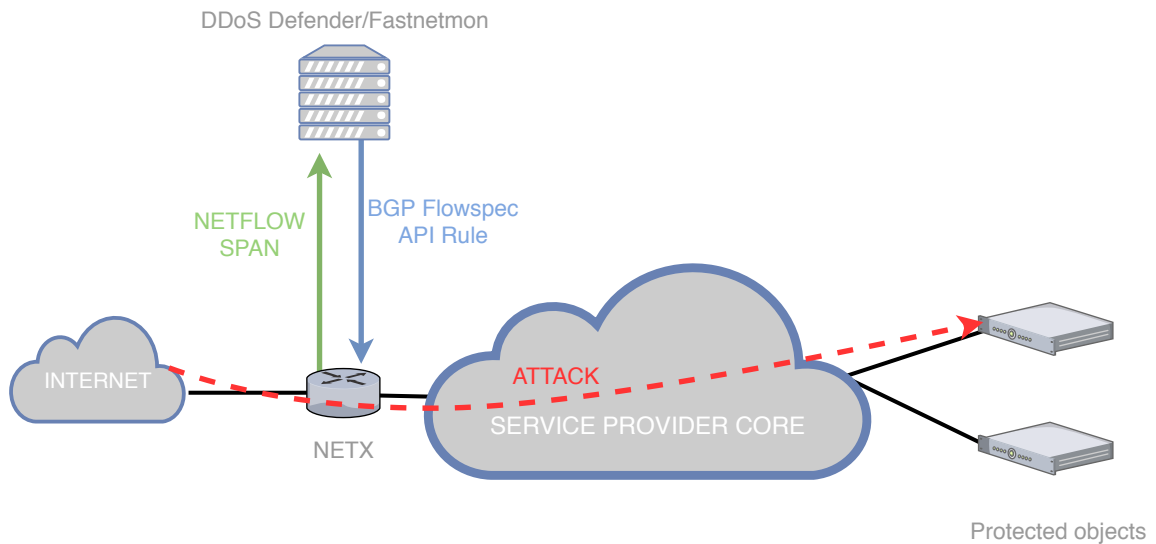 DDoS Defender/Fastnetmon
NETFLOW
SPAN
BGP Flowspec
API Rule
INTERNET
ATTACK
SERVICE PROVIDER CORE
NETX
Protected objects